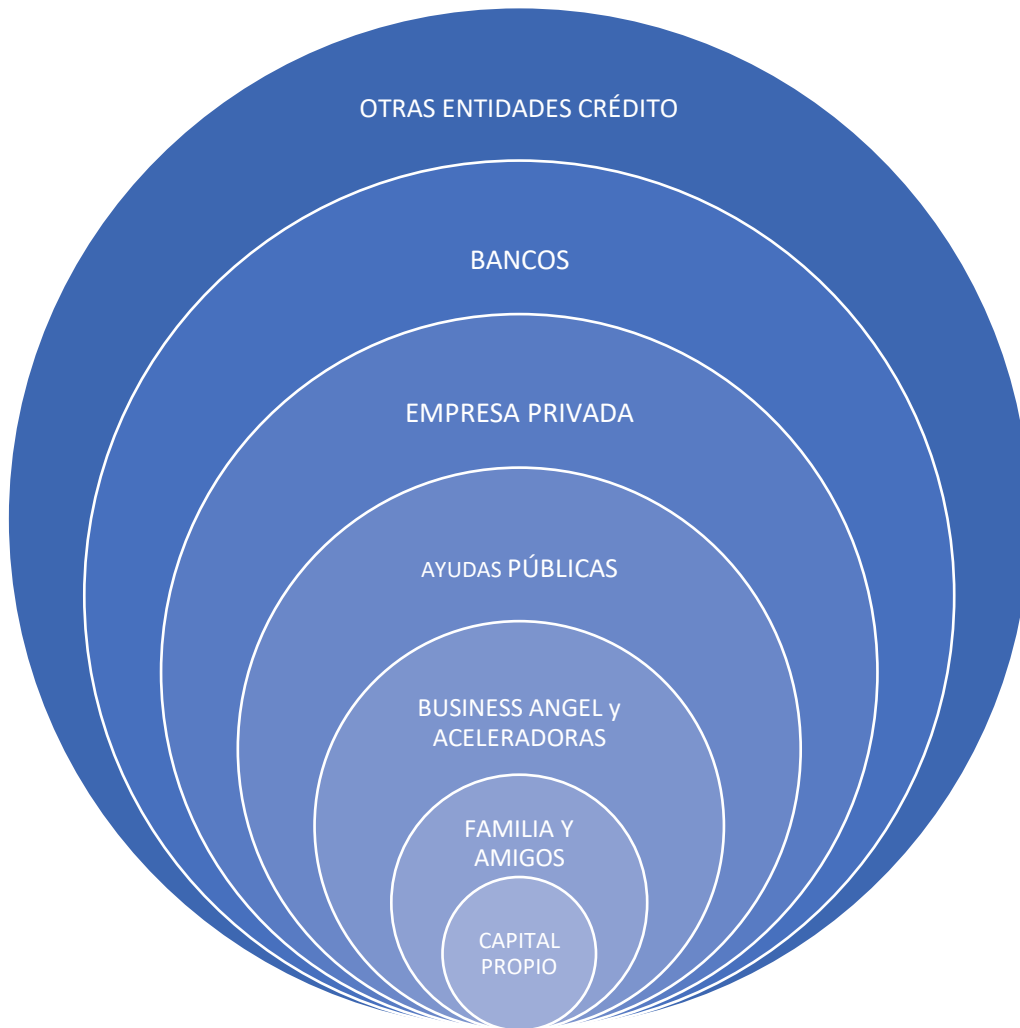 OTRAS ENTIDADES CRÉDITO
BANCOS
EMPRESA PRIVADA
AYUDAS PÚBLICAS
BUSINESS ANGEL y
ACELERADORAS
FAMILIA Y
AMIGOS
CAPITAL
PROPIO